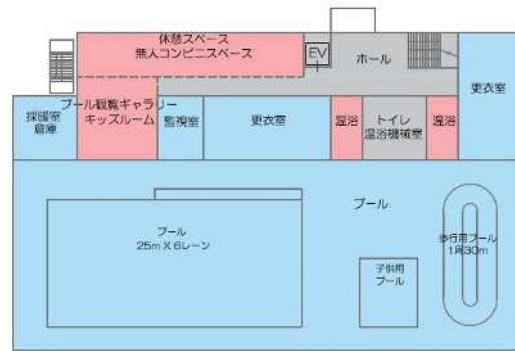 休憩スペース
無人コンビニスペース
EV
ホール
更衣室
プール観覧ギャラリー
キッズルーム
採暖室
倉庫
監視室
更衣室
温浴
トイレ
温浴機械室
温浴
プール
プール
25m X 6レーン
子供用
プール
歩行用プール
1周30m